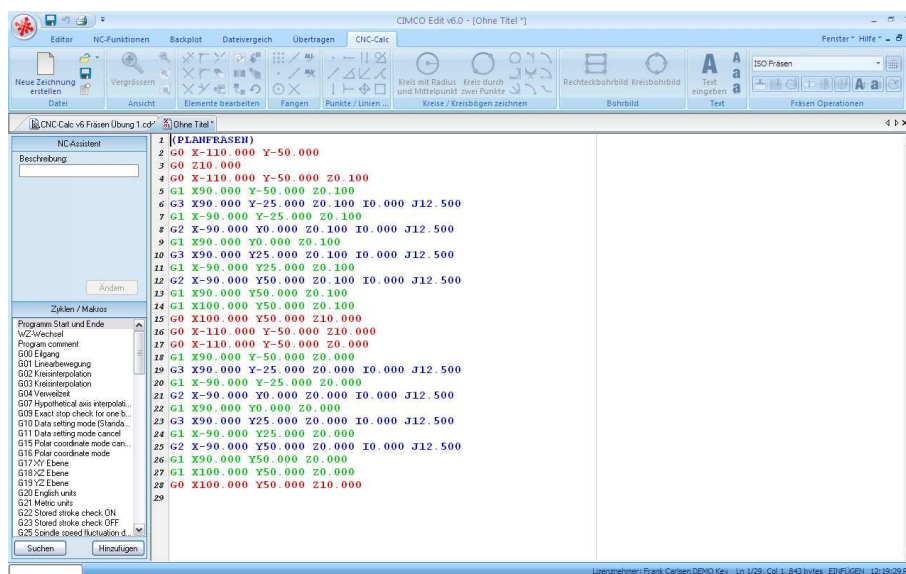 CIMCO Edit v6.0 - [Ohne Titel *]
Editor NC-Funktionen Backplot Dateivergleich Übertragen CNC-Calc Fenster Hilfe
Neue Zeichnung erstellen
Vergrössern
Kreis mit Radius und Mittelpunkt
Kreis durch zwei Punkte
Rechteckbohrbild Kreisbohrbild
Text eingeben
ISO Fräsen
Datei Ansicht Elemente bearbeiten Fangen Punkte / Linien ... Kreise / Kreisbögen zeichnen Bohrbild Text Fräsen Operationen
CNC-Calc v6 Fräsen Übung 1.cd Ohne Titel *
NC-Assistent
Beschreibung:
Ändern
Zyklen / Makros
Programm Start und Ende
WZ-Wechsel
Program comment
G00 Eilgang
G01 Linearbewegung
G02 Kreisinterpolation
G03 Kreisinterpolation
G04 Verweilzeit
G07 Hypothetical axis interpolati...
G09 Exact stop check for one b...
G10 Data setting mode (Standa...
G11 Data setting mode cancel
G15 Polar coordinate mode can...
G16 Polar coordinate mode
G17 XY Ebene
G18 XZ Ebene
G19 YZ Ebene
G20 English units
G21 Metric units
G22 Stored stroke check ON
G23 Stored stroke check OFF
G25 Spindle speed fluctuation d...
Suchen Hinzufügen
1 (PLANFRÄSEN)
2 G0 X-110.000 Y-50.000
3 G0 Z10.000
4 G0 X-110.000 Y-50.000 Z0.100
5 G1 X90.000 Y-50.000 Z0.100
6 G3 X90.000 Y-25.000 Z0.100 I0.000 J12.500
7 G1 X-90.000 Y-25.000 Z0.100
8 G2 X-90.000 Y0.000 Z0.100 I0.000 J12.500
9 G1 X90.000 Y0.000 Z0.100
10 G3 X90.000 Y25.000 Z0.100 I0.000 J12.500
11 G1 X-90.000 Y25.000 Z0.100
12 G2 X-90.000 Y50.000 Z0.100 I0.000 J12.500
13 G1 X90.000 Y50.000 Z0.100
14 G1 X100.000 Y50.000 Z0.100
15 G0 X100.000 Y50.000 Z10.000
16 G0 X-110.000 Y-50.000 Z10.000
17 G0 X-110.000 Y-50.000 Z0.000
18 G1 X90.000 Y-50.000 Z0.000
19 G3 X90.000 Y-25.000 Z0.000 I0.000 J12.500
20 G1 X-90.000 Y-25.000 Z0.000
21 G2 X-90.000 Y0.000 Z0.000 I0.000 J12.500
22 G1 X90.000 Y0.000 Z0.000
23 G3 X90.000 Y25.000 Z0.000 I0.000 J12.500
24 G1 X-90.000 Y25.000 Z0.000
25 G2 X-90.000 Y50.000 Z0.000 I0.000 J12.500
26 G1 X90.000 Y50.000 Z0.000
27 G1 X100.000 Y50.000 Z0.000
28 G0 X100.000 Y50.000 Z10.000
29
Lizenznehmer: Frank Carlsen DEMO Key Ln 1/29, Col 1, 843 bytes EINFÜGEN 12:19:29